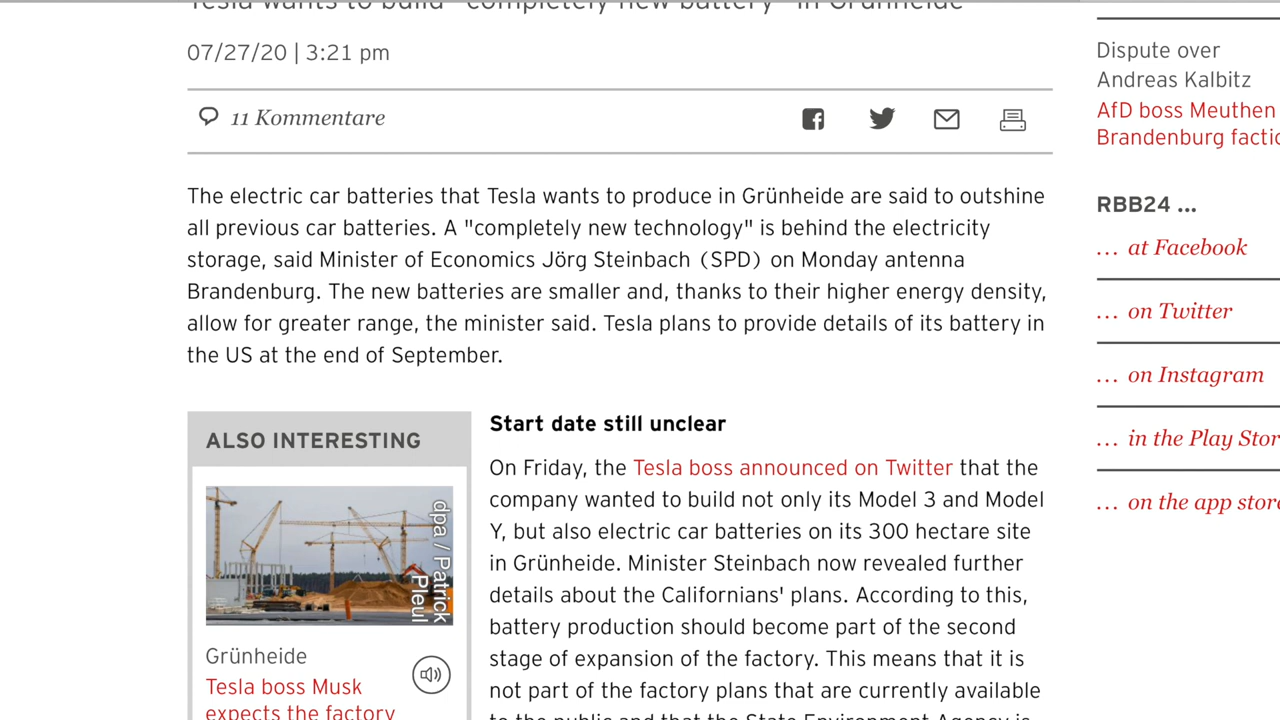 Tesla wants to build "completely new battery" in Grünheide
07/27/20 | 3:21 pm
11 Kommentare
The electric car batteries that Tesla wants to produce in Grünheide are said to outshine
all previous car batteries. A "completely new technology" is behind the electricity
storage, said Minister of Economics Jörg Steinbach (SPD) on Monday antenna
Brandenburg. The new batteries are smaller and, thanks to their higher energy density,
allow for greater range, the minister said. Tesla plans to provide details of its battery in
the US at the end of September.
ALSO INTERESTING
dpa / Patrick
Pleul
Grünheide
Tesla boss Musk
expects the factory
Start date still unclear
On Friday, the Tesla boss announced on Twitter that the
company wanted to build not only its Model 3 and Model
Y, but also electric car batteries on its 300 hectare site
in Grünheide. Minister Steinbach now revealed further
details about the Californians' plans. According to this,
battery production should become part of the second
stage of expansion of the factory. This means that it is
not part of the factory plans that are currently available
to the public and that the State Environment Agency is
Dispute over
Andreas Kalbitz
AfD boss Meuthen
Brandenburg factio
RBB24 ...
... at Facebook
... on Twitter
... on Instagram
... in the Play Stor
... on the app store